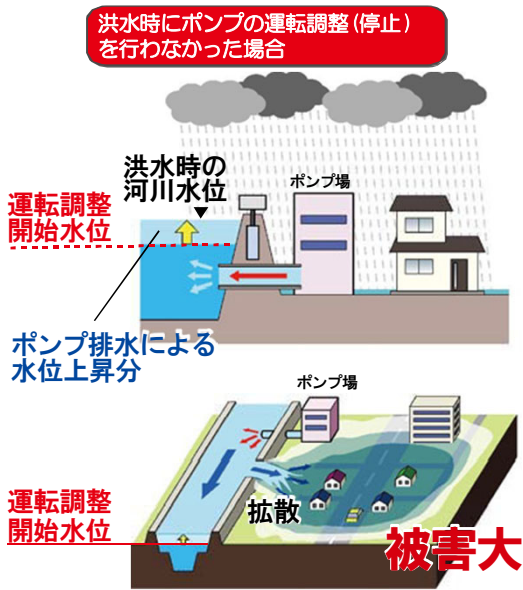 洪水時にポンプの運転調整(停止)
を行わなかった場合
洪水時の
河川水位
ポンプ場
運転調整
開始水位
ポンプ排水による
水位上昇分
ポンプ場
拡散
運転調整
開始水位
被害大